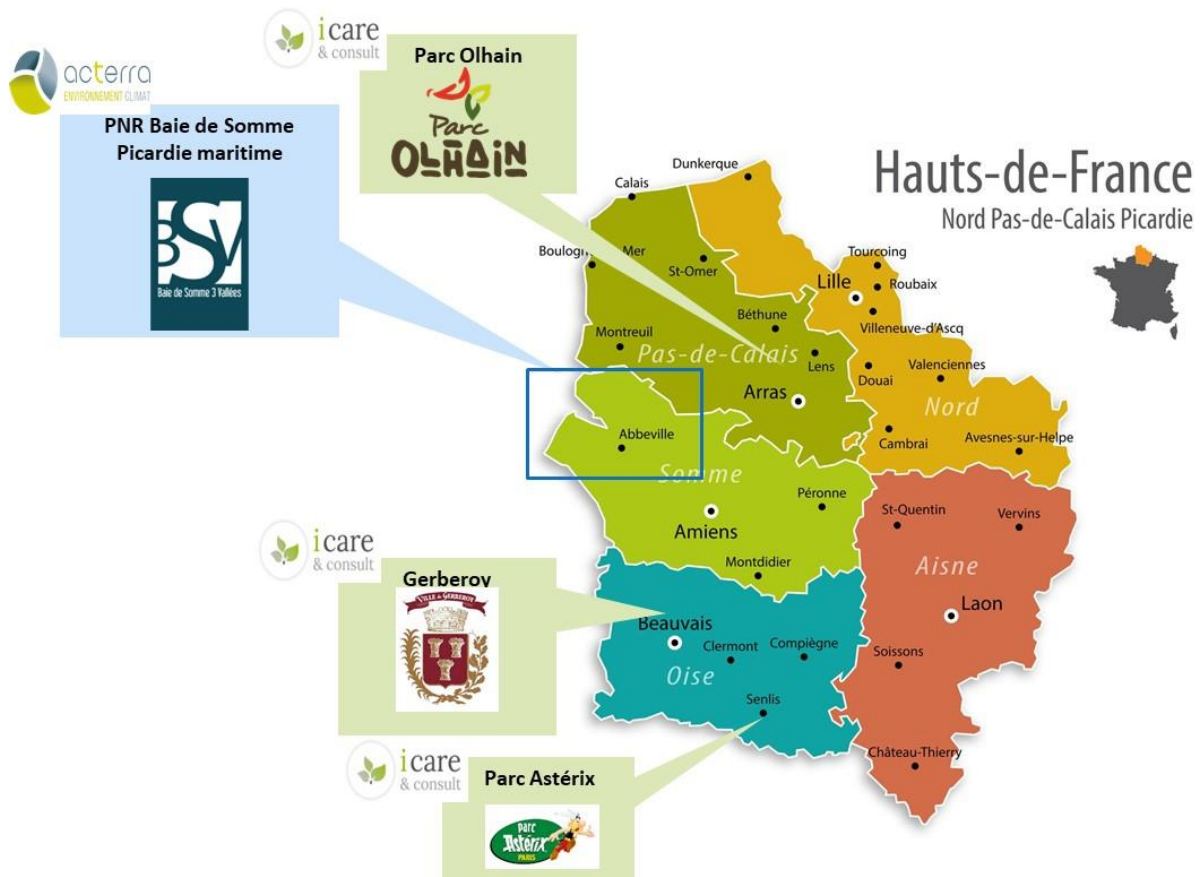 icare
& consult
acterra
ENVIRONNEMENT CLIMAT
Parc Olhain
Parc
OLHAIN
PNR Baie de Somme
Picardie maritime
BSV
Baie de Somme 3 Vallées
Hauts-de-France
Nord Pas-de-Calais Picardie
Dunkerque
Calais
Boulogn
Mer
St-Omer
Tourcoing
Lille
Roubaix
Villeneuve-d'Ascq
Béthune
Montreuil
Pas-de-Calais
Lens
Douai
Valenciennes
Arras
Nord
Cambrai
Avesnes-sur-Helpe
Abbeville
Somme
Péronne
Amiens
St-Quentin
Vervins
Montdidier
Aisne
Laon
icare
& consult
Gerberoy
VILLE DE GERBEROY
Beauvais
Clermont
Compiègne
Soissons
Oise
Senlis
Château-Thierry
icare
& consult
Parc Astérix
parc
Astérix
PARIS